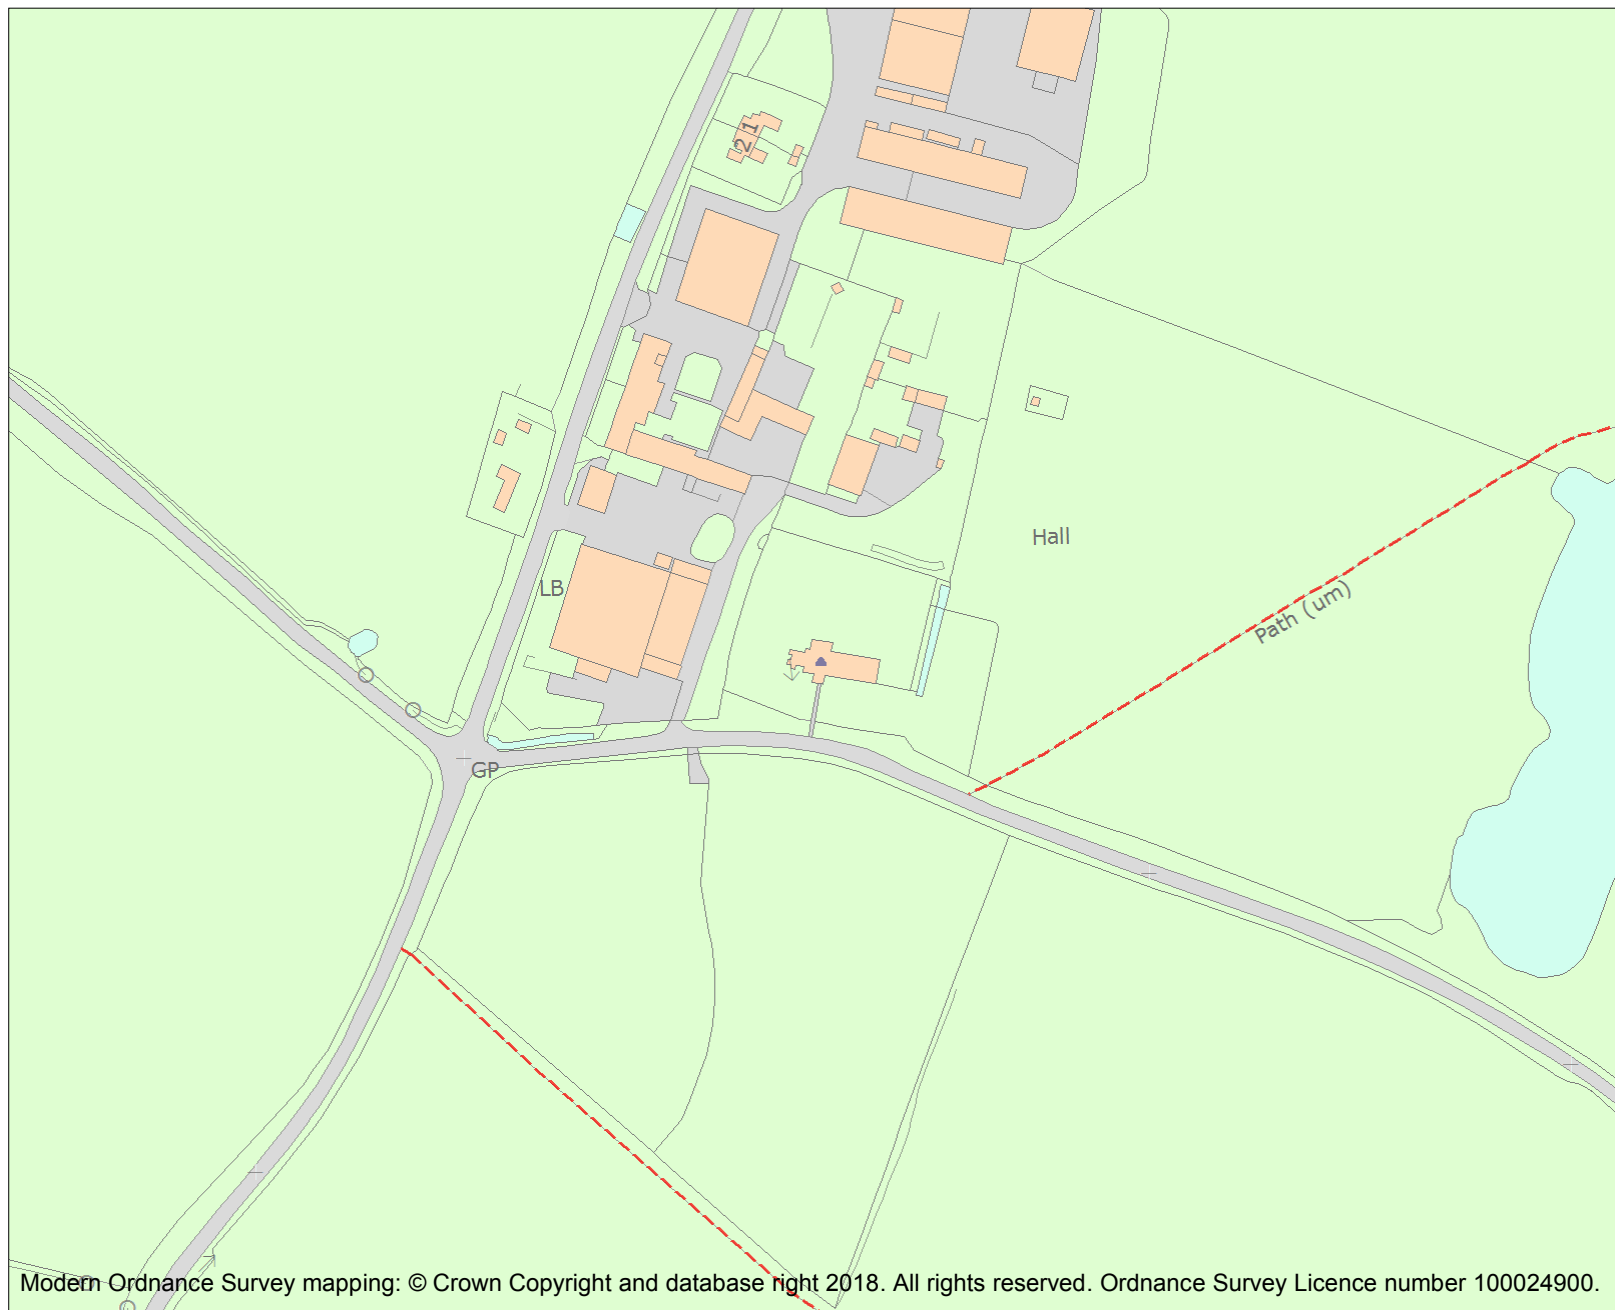 21
Hall
LB
Path (um)
GP
Modern Ordnance Survey mapping: © Crown Copyright and database right 2018. All rights reserved. Ordnance Survey Licence number 100024900.